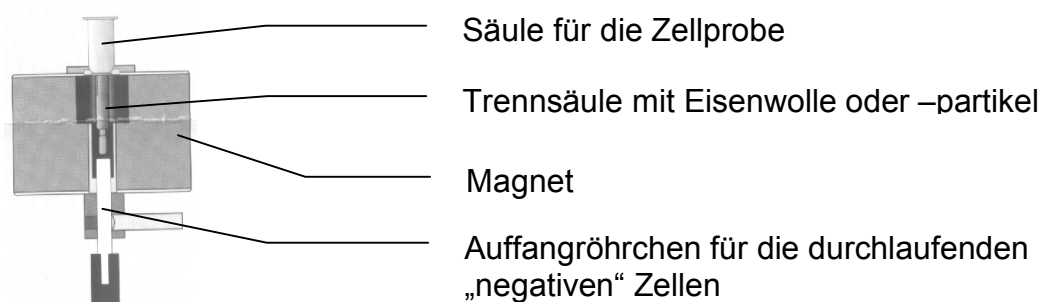 Säule für die Zellprobe
Trennsäule mit Eisenwolle oder –partikel
Magnet
Auffangröhrchen für die durchlaufenden
„negativen“ Zellen